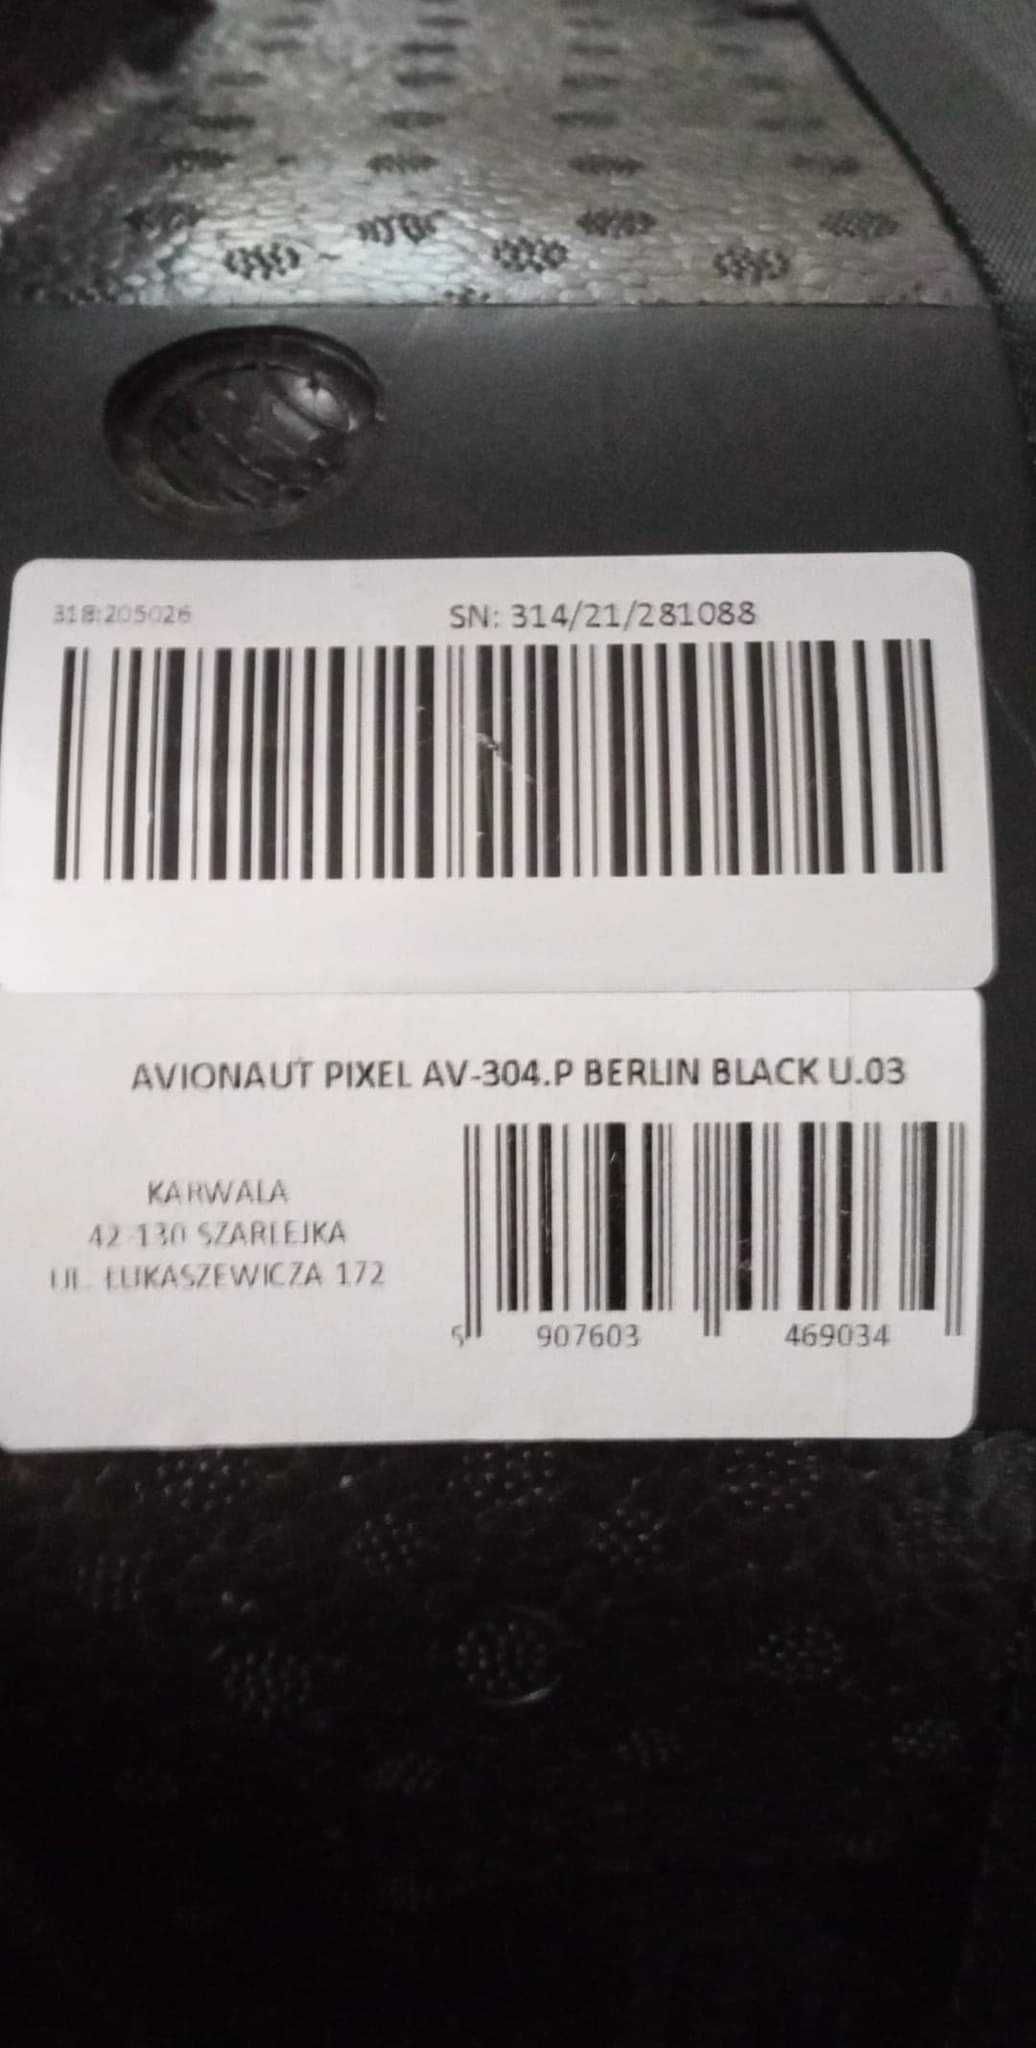 318:205026
SN: 314/21/281088
AVIONAUT PIXEL AV-304.P BERLIN BLACK U.03
KARWALA
42-130 SZARLEJKA
UL. ŁUKASZEWICZA 172
5 907603 469034